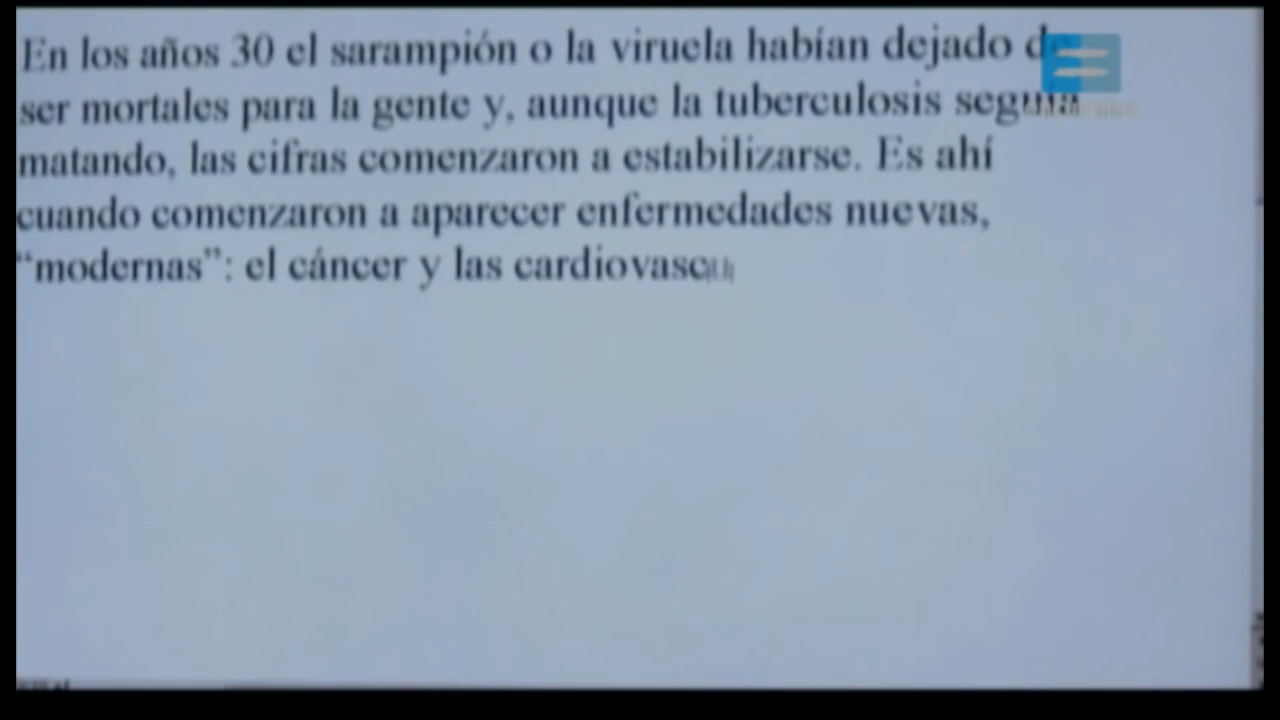 En los años 30 el sarampión o la viruela habían dejado de
ser mortales para la gente y, aunque la tuberculosis seguía
matando, las cifras comenzaron a estabilizarse. Es ahí
cuando comenzaron a aparecer enfermedades nuevas,
“modernas”: el cáncer y las cardiovascu